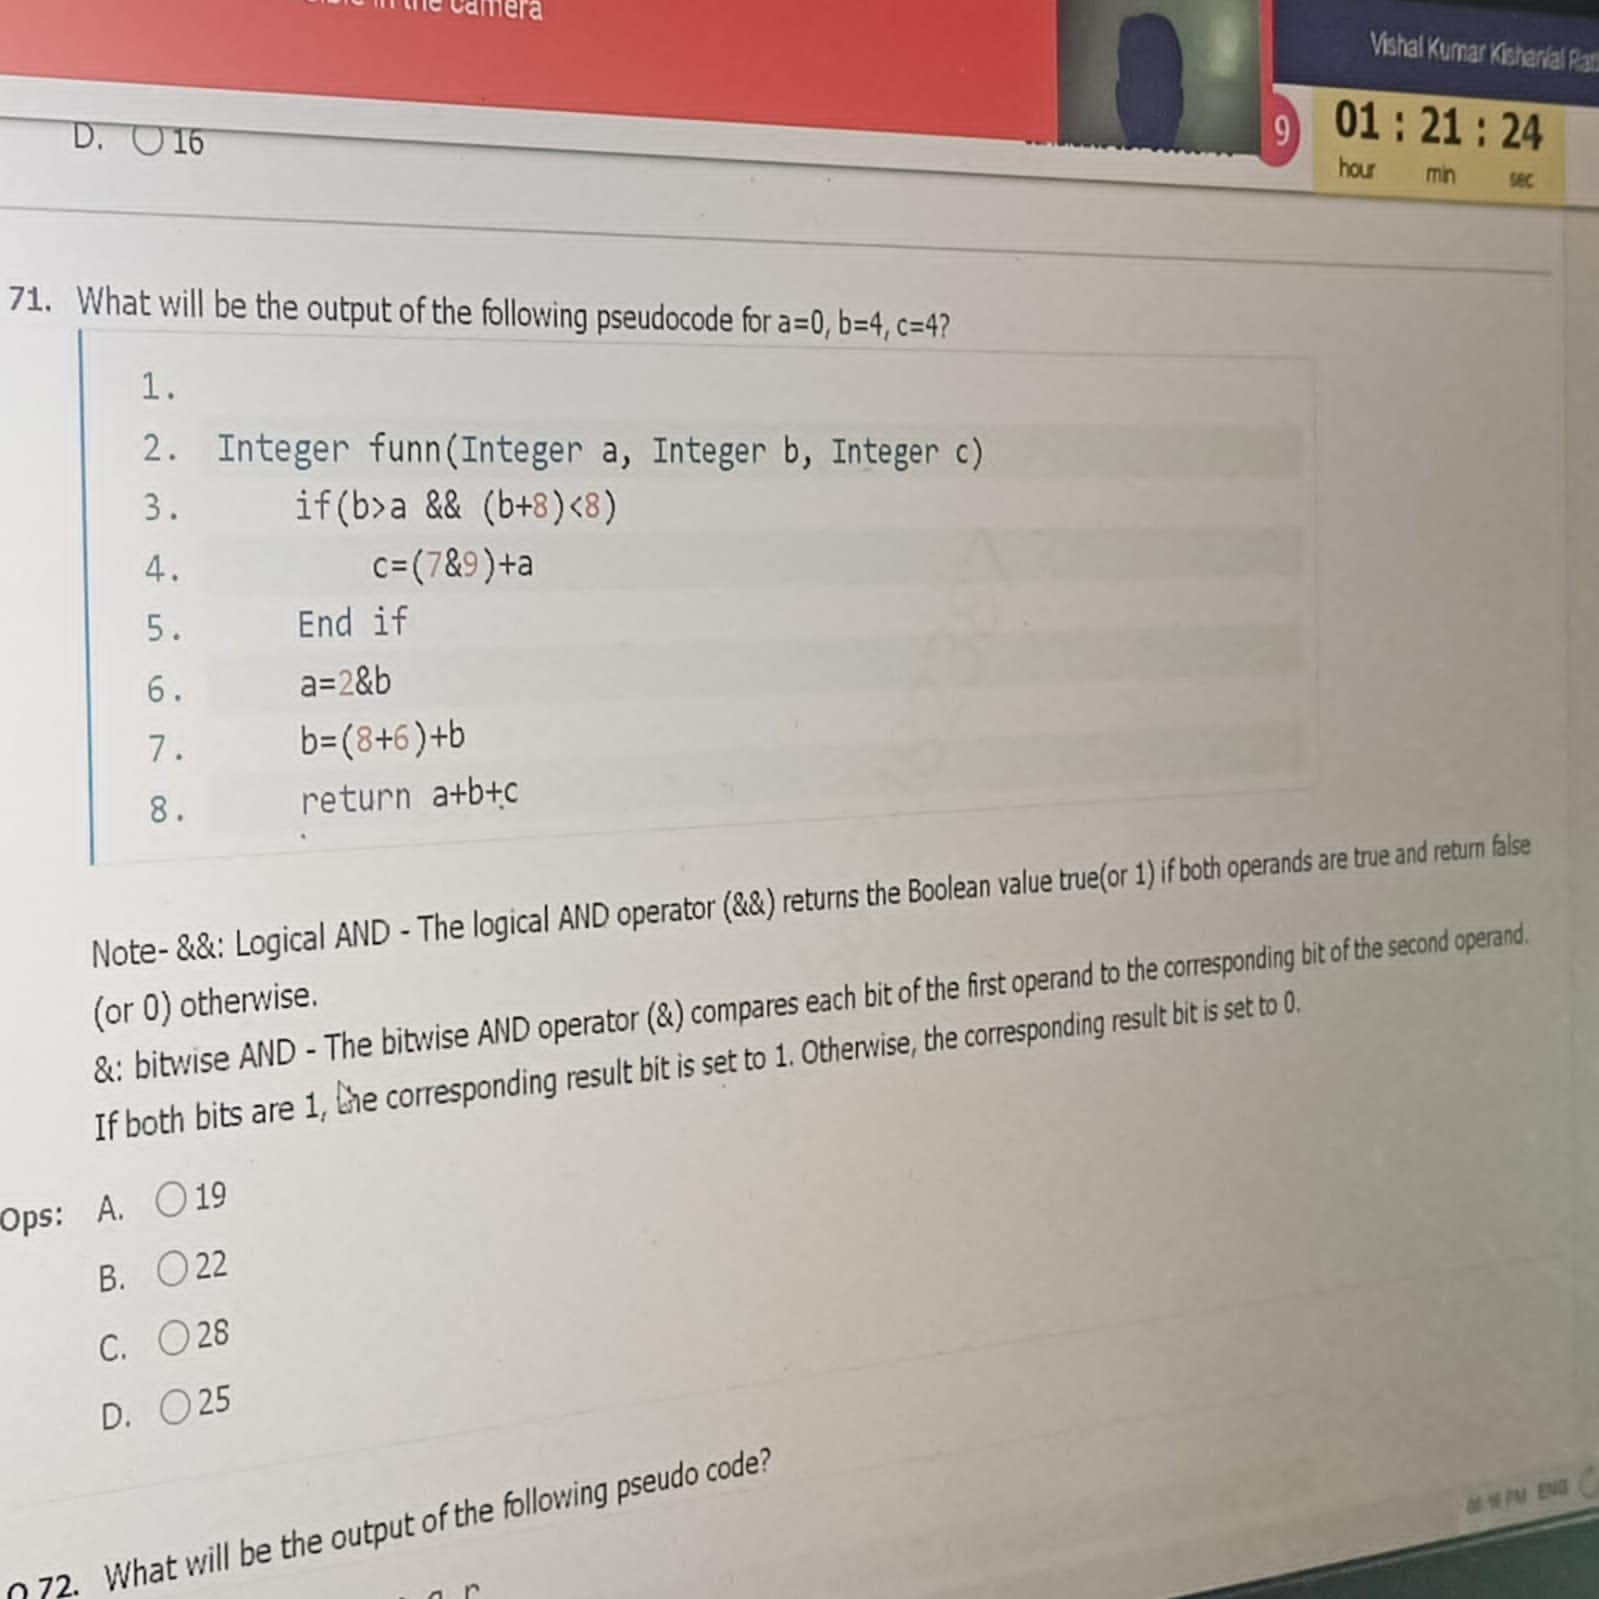 in the camera
Vishal Kumar Kishanlal
9
01 : 21 : 24
hour min sec
D. 16
71. What will be the output of the following pseudocode for a=0, b=4, c=4?
1.
2. Integer funn(Integer a, Integer b, Integer c)
3. if(b>a && (b+8)<8)
4. c=(7&9)+a
5. End if
6. a=2&b
7. b=(8+6)+b
8. return a+b+c
Note- &&: Logical AND - The logical AND operator (&&) returns the Boolean value true(or 1) if both operands are true and return false
(or 0) otherwise.
&: bitwise AND - The bitwise AND operator (&) compares each bit of the first operand to the corresponding bit of the second operand.
If both bits are 1, the corresponding result bit is set to 1. Otherwise, the corresponding result bit is set to 0.
Ops: A. 19
B. 22
C. 28
D. 25
72. What will be the output of the following pseudo code?
PM ENG